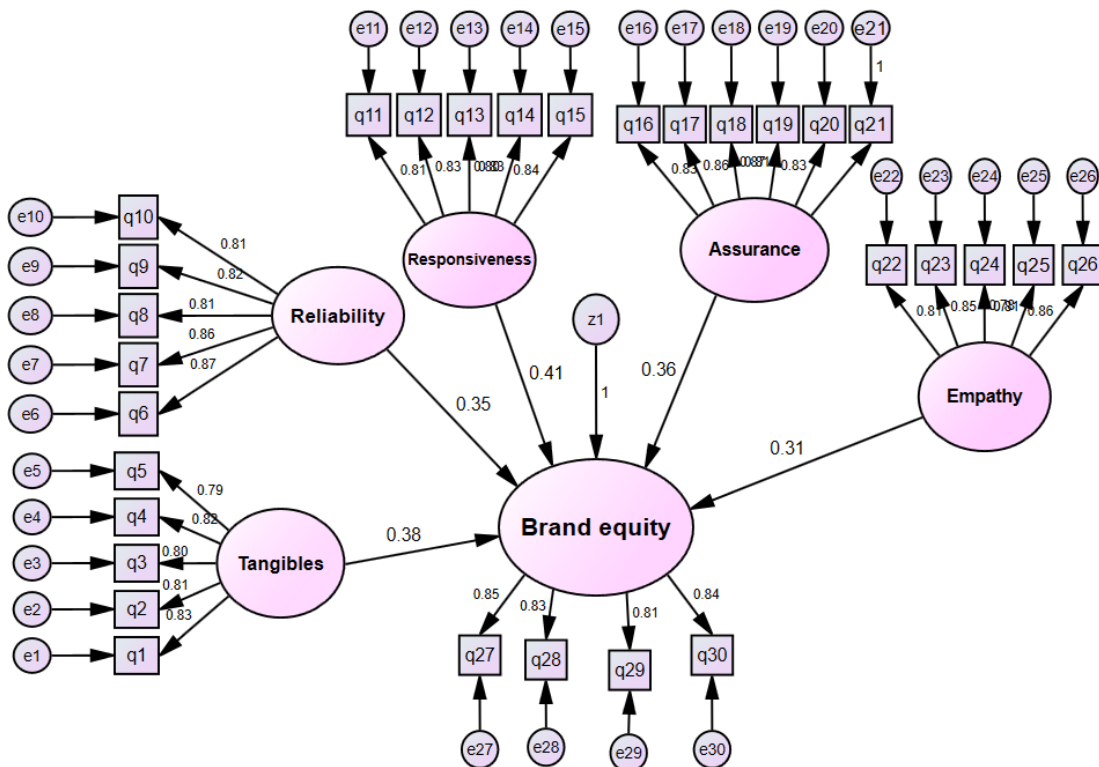 e11 e12 e13 e14 e15
q11 q12 q13 q14 q15
0.81 0.83 0.84
Responsiveness
0.41
e16 e17 e18 e19 e20 e21
1
q16 q17 q18 q19 q20 q21
0.83 0.86 0.83
Assurance
0.36
e22 e23 e24 e25 e26
q22 q23 q24 q25 q26
0.81 0.85 0.86
Empathy
0.31
e10 q10 0.81
e9 q9 0.82
e8 q8 0.81
e7 q7 0.86
e6 q6 0.87
Reliability
0.35
z1
1
e5 q5 0.79
e4 q4 0.82
e3 q3 0.80
e2 q2 0.81
e1 q1 0.83
Tangibles
0.38
Brand equity
0.85 0.83 0.81 0.84
q27 q28 q29 q30
e27 e28 e29 e30